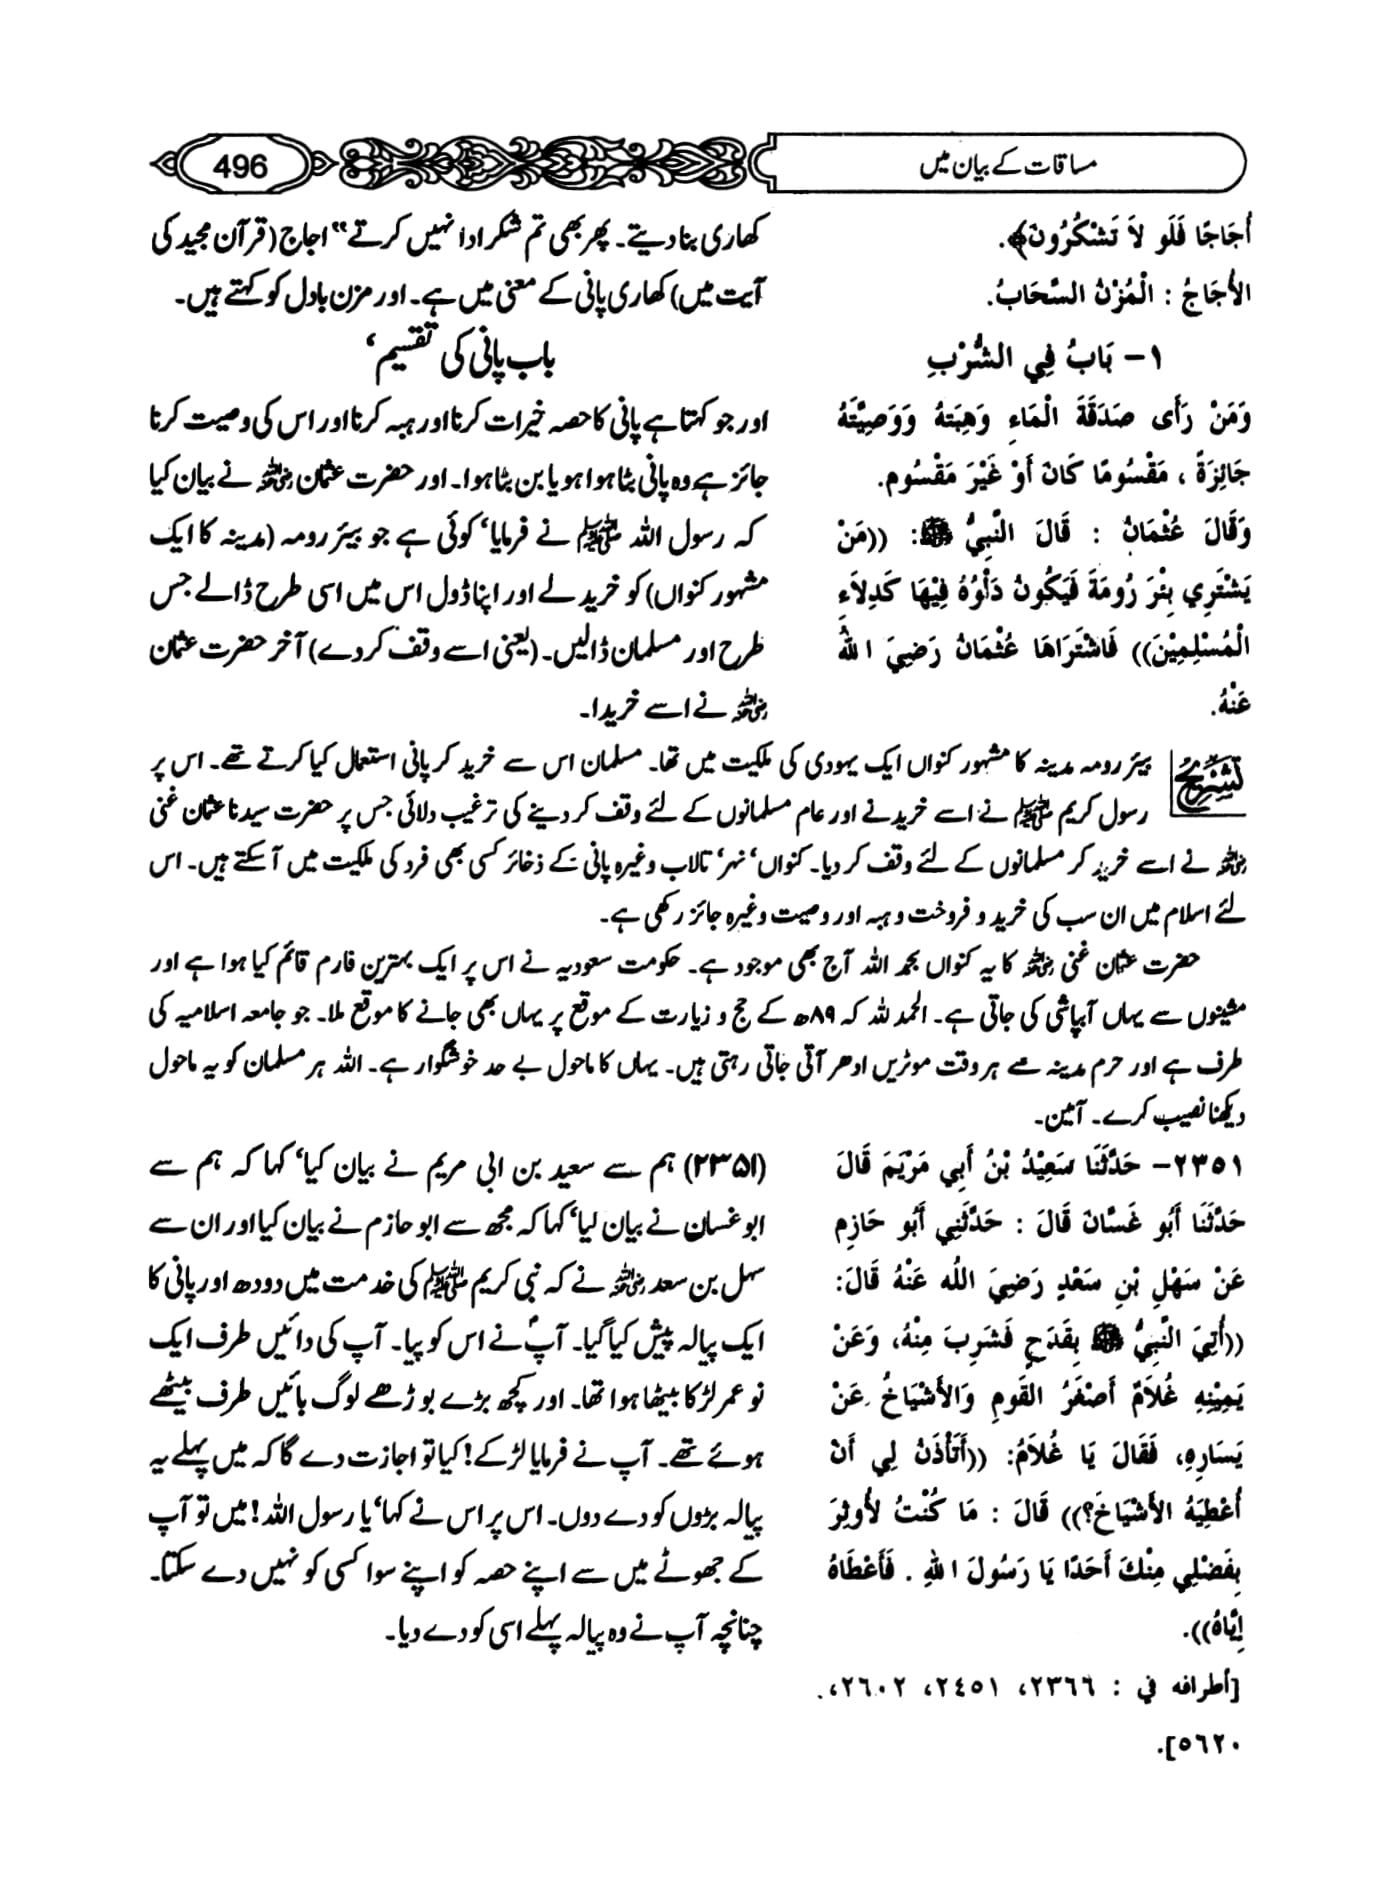 مساقات کے بیان میں
496
أُجَاجًا فَلَو لاَ تَشْكُرُونَ﴾.
الأُجَاجُ : الْمُزْنُ السَّحَابُ.
کھاری بنا دیتے۔ پھر بھی تم شکر ادا نہیں کرتے" اجاج (قرآن مجید کی
آیت میں) کھاری پانی کے معنی میں ہے۔ اور مزن بادل کو کہتے ہیں۔
١- بَابُ فِي الشُّرْبِ
باب پانی کی تقسیم'
وَمَنْ رَأَى صَدَقَةَ الْمَاءِ وَهِبَتَهُ وَوَصِيَّتَهُ
جَائِزَةً ، مَقْسُومًا كَانَ أَوْ غَيْرَ مَقْسُوم.
وَقَالَ عُثْمَانُ : قَالَ النَّبِيُّ ﷺ: ((مَنْ
يَشْتَرِي بِئْرَ رُومَةَ فَيَكُونُ دَلْوُهُ فِيْهَا كَدِلاَءِ
الْمُسْلِمِيْنَ)) فَاشْتَرَاهَا عُثْمَانُ رَضِيَ اللهُ
عَنْهُ.
اور جو کہتا ہے پانی کا حصہ خیرات کرنا اور ہبہ کرنا اور اس کی وصیت کرنا
جائز ہے وہ پانی بٹا ہوا ہو یا بن بٹا ہوا۔ اور حضرت عثمان رضی اللہ عنہ نے بیان کیا
کہ رسول اللہ ﷺ نے فرمایا' کوئی ہے جو بیئر رومہ (مدینہ کا ایک
مشہور کنواں) کو خرید لے اور اپنا ڈول اس میں اسی طرح ڈالے جس
طرح اور مسلمان ڈالیں۔ (یعنی اسے وقف کر دے) آخر حضرت عثمان
رضی اللہ عنہ نے اسے خریدا۔
تشریح بیئر رومہ مدینہ کا مشہور کنواں ایک یہودی کی ملکیت میں تھا۔ مسلمان اس سے خرید کر پانی استعمال کیا کرتے تھے۔ اس پر
رسول کریم ﷺ نے اسے خریدنے اور عام مسلمانوں کے لئے وقف کر دینے کی ترغیب دلائی جس پر حضرت سیدنا عثمان غنی
رضی اللہ عنہ نے اسے خرید کر مسلمانوں کے لئے وقف کر دیا۔ کنواں' نہر' تالاب وغیرہ پانی کے ذخائر کسی بھی فرد کی ملکیت میں آ سکتے ہیں۔ اس
لئے اسلام میں ان سب کی خرید و فروخت و ہبہ اور وصیت وغیرہ جائز رکھی ہے۔
حضرت عثمان غنی رضی اللہ عنہ کا یہ کنواں بحمد اللہ آج بھی موجود ہے۔ حکومت سعودیہ نے اس پر ایک بہترین فارم قائم کیا ہوا ہے اور
مشینوں سے یہاں آبپاشی کی جاتی ہے۔ الحمد للہ کہ ۸۹ھ کے حج و زیارت کے موقع پر یہاں بھی جانے کا موقع ملا۔ جو جامعہ اسلامیہ کی
طرف ہے اور حرم مدینہ سے ہر وقت موٹریں ادھر آتی جاتی رہتی ہیں۔ یہاں کا ماحول بے حد خوشگوار ہے۔ اللہ ہر مسلمان کو یہ ماحول
دیکھنا نصیب کرے۔ آمین۔
٢٣٥١- حَدَّثَنَا سَعِيْدُ بْنُ أَبِي مَرْيَمَ قَالَ
حَدَّثَنَا أَبُو غَسَّانَ قَالَ : حَدَّثَنِي أَبُو حَازِمٍ
عَنْ سَهْلِ بْنِ سَعْدٍ رَضِيَ اللهُ عَنْهُ قَالَ:
((أُتِيَ النَّبِيُّ ﷺ بِقَدَحٍ فَشَرِبَ مِنْهُ، وَعَنْ
يَمِيْنِهِ غُلاَمٌ أَصْغَرُ القَومِ وَالأَشْيَاخُ عَنْ
يَسَارِهِ، فَقَالَ يَا غُلاَمُ: ((أَتَأْذَنُ لِي أَنْ
أُعْطِيَهُ الأَشْيَاخَ؟)) قَالَ : مَا كُنْتُ لأُوثِرَ
بِفَضْلِي مِنْكَ أَحَدًا يَا رَسُولَ اللهِ . فَأَعْطَاهُ
إِيَّاهُ)).
[أطرافه في : ٢٣٦٦، ٢٤٥١، ٢٦٠٢،
٥٦٢٠].
(۲۳۵۱) ہم سے سعید بن ابی مریم نے بیان کیا' کہا کہ ہم سے
ابو غسان نے بیان لیا' کہا کہ مجھ سے ابو حازم نے بیان کیا اور ان سے
سہل بن سعد رضی اللہ عنہ نے کہ نبی کریم ﷺ کی خدمت میں دودھ اور پانی کا
ایک پیالہ پیش کیا گیا۔ آپؐ نے اس کو پیا۔ آپ کی دائیں طرف ایک
نو عمر لڑکا بیٹھا ہوا تھا۔ اور کچھ بڑے بوڑھے لوگ بائیں طرف بیٹھے
ہوئے تھے۔ آپ نے فرمایا لڑکے! کیا تو اجازت دے گا کہ میں پہلے یہ
پیالہ بڑوں کو دے دوں۔ اس پر اس نے کہا' یا رسول اللہ! میں تو آپ
کے جھوٹے میں سے اپنے حصہ کو اپنے سوا کسی کو نہیں دے سکتا۔
چنانچہ آپ نے وہ پیالہ پہلے اسی کو دے دیا۔